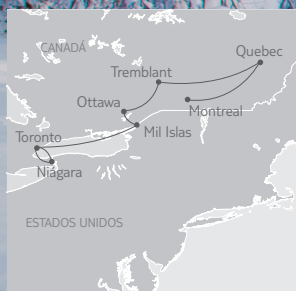 CANADÁ
Quebec
Tremblant
Ottawa
Montreal
Toronto
Mil Islas
Niágara
ESTADOS UNIDOS